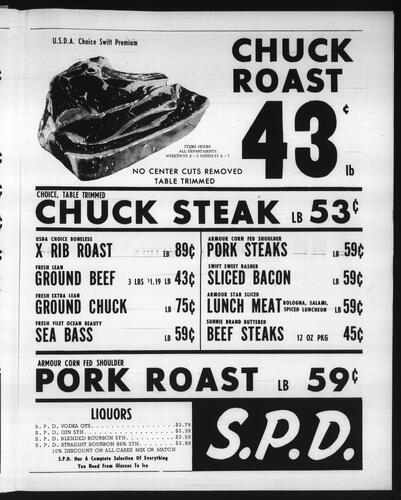 U.S.D.A. Choice Swift Premium
CHUCK
ROAST
43¢
lb
STORE HOURS
ALL DEPARTMENTS
WEEKDAYS 9 - 9 SUNDAYS 9 - 7
NO CENTER CUTS REMOVED
TABLE TRIMMED
CHOICE, TABLE TRIMMED
CHUCK STEAK LB 53¢
USDA CHOICE BONELESS
X RIB ROAST LB 89¢
FRESH LEAN
GROUND BEEF 3 LBS $1.19 LB 43¢
FRESH EXTRA LEAN
GROUND CHUCK LB 75¢
FRESH FILET OCEAN BEAUTY
SEA BASS LB 59¢
ARMOUR CORN FED SHOULDER
PORK STEAKS LB 59¢
SWIFT SWEET RASHER
SLICED BACON LB 59¢
ARMOUR STAR SLICED
LUNCH MEAT BOLOGNA, SALAMI, SPICED LUNCHEON LB 59¢
SUNNIE BRAND BUTTERED
BEEF STEAKS 12 OZ PKG 45¢
ARMOUR CORN FED SHOULDER
PORK ROAST LB 59¢
LIQUORS
S. P. D. VODKA QTS. $3.79
S. P. D. GIN 5TH. $3.39
S. P. D. BLENDED BOURBON 5TH. $3.59
S. P. D. STRAIGHT BOURBON 86% 5TH. $3.89
10% DISCOUNT ON ALL CASES MIX OR MATCH
S.P.D. Has A Complete Selection Of Everything
You Need From Glasses To Ice
S.P.D.